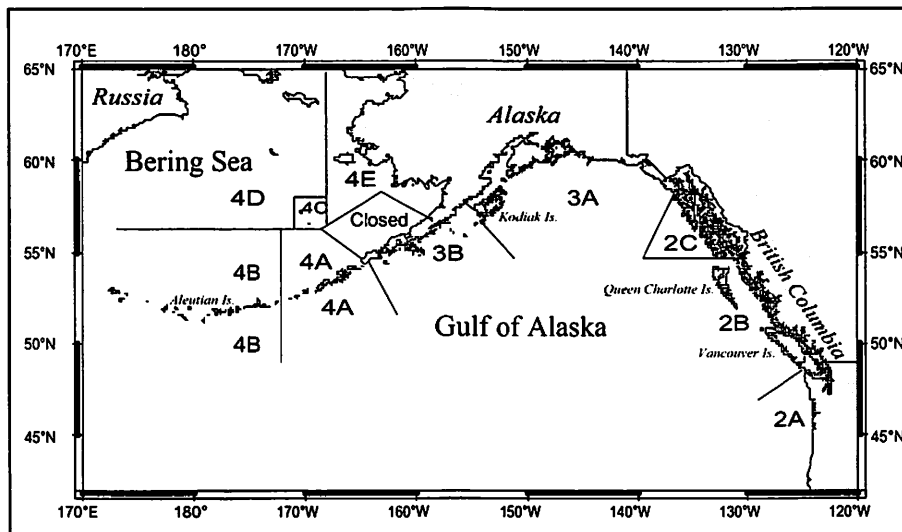 170°E 180° 170°W 160°W 150°W 140°W 130°W 120°W
65°N 65°N
Russia
Alaska
60°N 60°N
Bering Sea
4E
4D
4C
Closed
3A
Kodiak Is.
3B
2C
55°N 55°N
4A
4B
4A
Aleutian Is.
Queen Charlotte Is.
British Columbia
2B
Gulf of Alaska
4B
50°N 50°N
Vancouver Is.
2A
45°N 45°N
170°E 180° 170°W 160°W 150°W 140°W 130°W 120°W